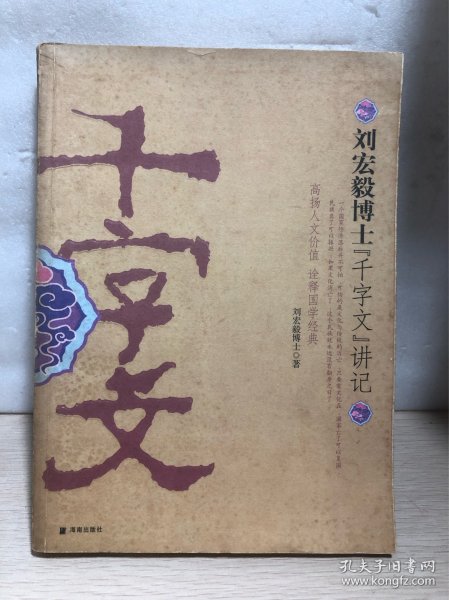 千字文
刘宏毅博士『千字文』讲记
高扬人文价值 诠释国学经典
刘宏毅博士◎著
海南出版社
孔夫子旧书网
www.kongfz.com